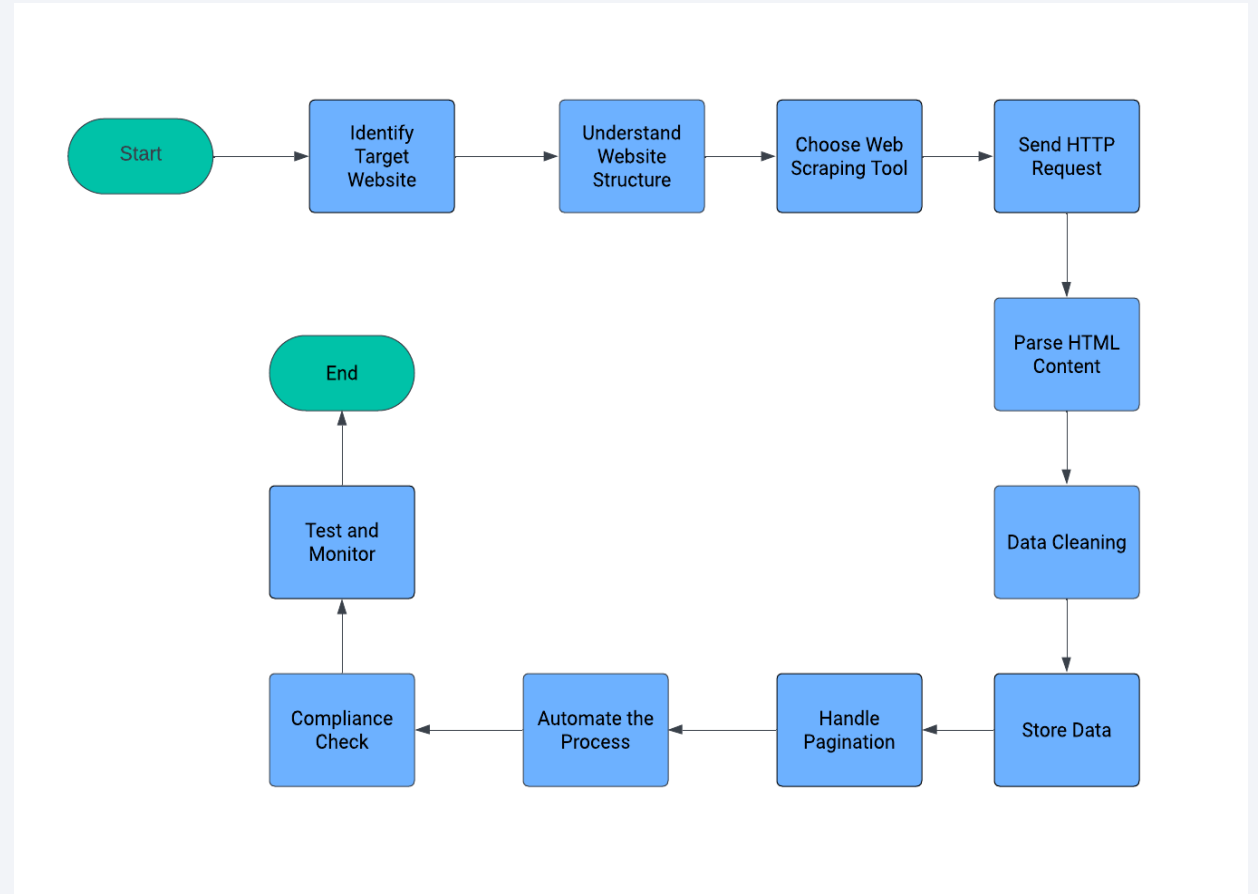 Start
Identify
Target
Website
Understand
Website
Structure
Choose Web
Scraping Tool
Send HTTP
Request
Parse HTML
Content
Data Cleaning
Store Data
Handle
Pagination
Automate the
Process
Compliance
Check
Test and
Monitor
End